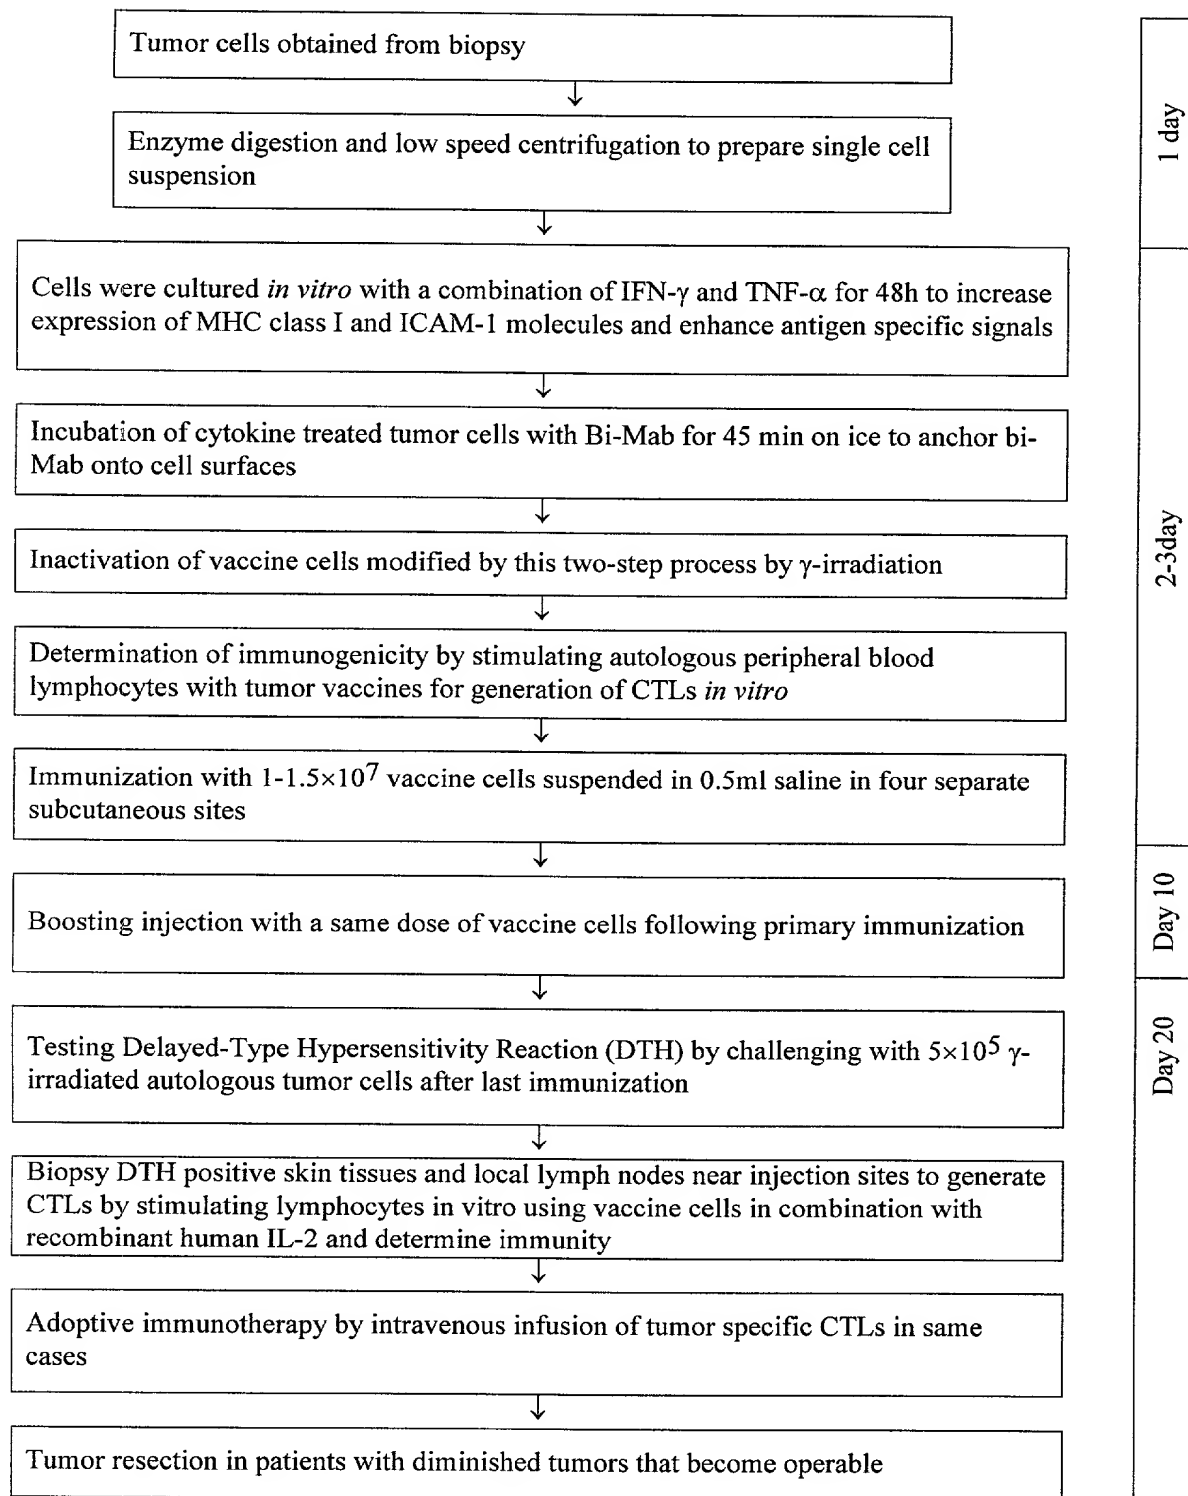 Tumor cells obtained from biopsy
↓
Enzyme digestion and low speed centrifugation to prepare single cell
suspension
↓
Cells were cultured in vitro with a combination of IFN-γ and TNF-α for 48h to increase
expression of MHC class I and ICAM-1 molecules and enhance antigen specific signals
↓
Incubation of cytokine treated tumor cells with Bi-Mab for 45 min on ice to anchor bi-
Mab onto cell surfaces
↓
Inactivation of vaccine cells modified by this two-step process by γ-irradiation
↓
Determination of immunogenicity by stimulating autologous peripheral blood
lymphocytes with tumor vaccines for generation of CTLs in vitro
↓
Immunization with 1-1.5×10⁷ vaccine cells suspended in 0.5ml saline in four separate
subcutaneous sites
↓
Boosting injection with a same dose of vaccine cells following primary immunization
↓
Testing Delayed-Type Hypersensitivity Reaction (DTH) by challenging with 5×10⁵ γ-
irradiated autologous tumor cells after last immunization
↓
Biopsy DTH positive skin tissues and local lymph nodes near injection sites to generate
CTLs by stimulating lymphocytes in vitro using vaccine cells in combination with
recombinant human IL-2 and determine immunity
↓
Adoptive immunotherapy by intravenous infusion of tumor specific CTLs in same
cases
↓
Tumor resection in patients with diminished tumors that become operable
1 day
2-3day
Day 10
Day 20